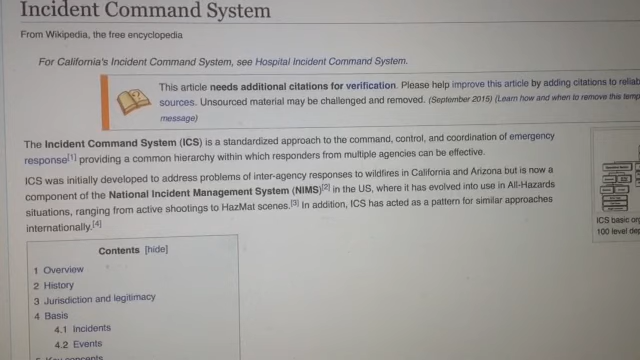 Incident Command System
From Wikipedia, the free encyclopedia
For California's Incident Command System, see Hospital Incident Command System.
This article needs additional citations for verification. Please help improve this article by adding citations to
sources. Unsourced material may be challenged and removed. (September 2015) (Learn how and when to remove this
message)
The Incident Command System (ICS) is a standardized approach to the command, control, and coordination of emergency
response[1] providing a common hierarchy within which responders from multiple agencies can be effective.
ICS was initially developed to address problems of inter-agency responses to wildfires in California and Arizona but is now a
component of the National Incident Management System (NIMS)[2] in the US, where it has evolved into use in All-Hazards
situations, ranging from active shootings to HazMat scenes.[3] In addition, ICS has acted as a pattern for similar approaches
internationally.[4]
ICS basic
100 level
Contents [hide]
1 Overview
2 History
3 Jurisdiction and legitimacy
4 Basis
4.1 Incidents
4.2 Events
5 Key concepts